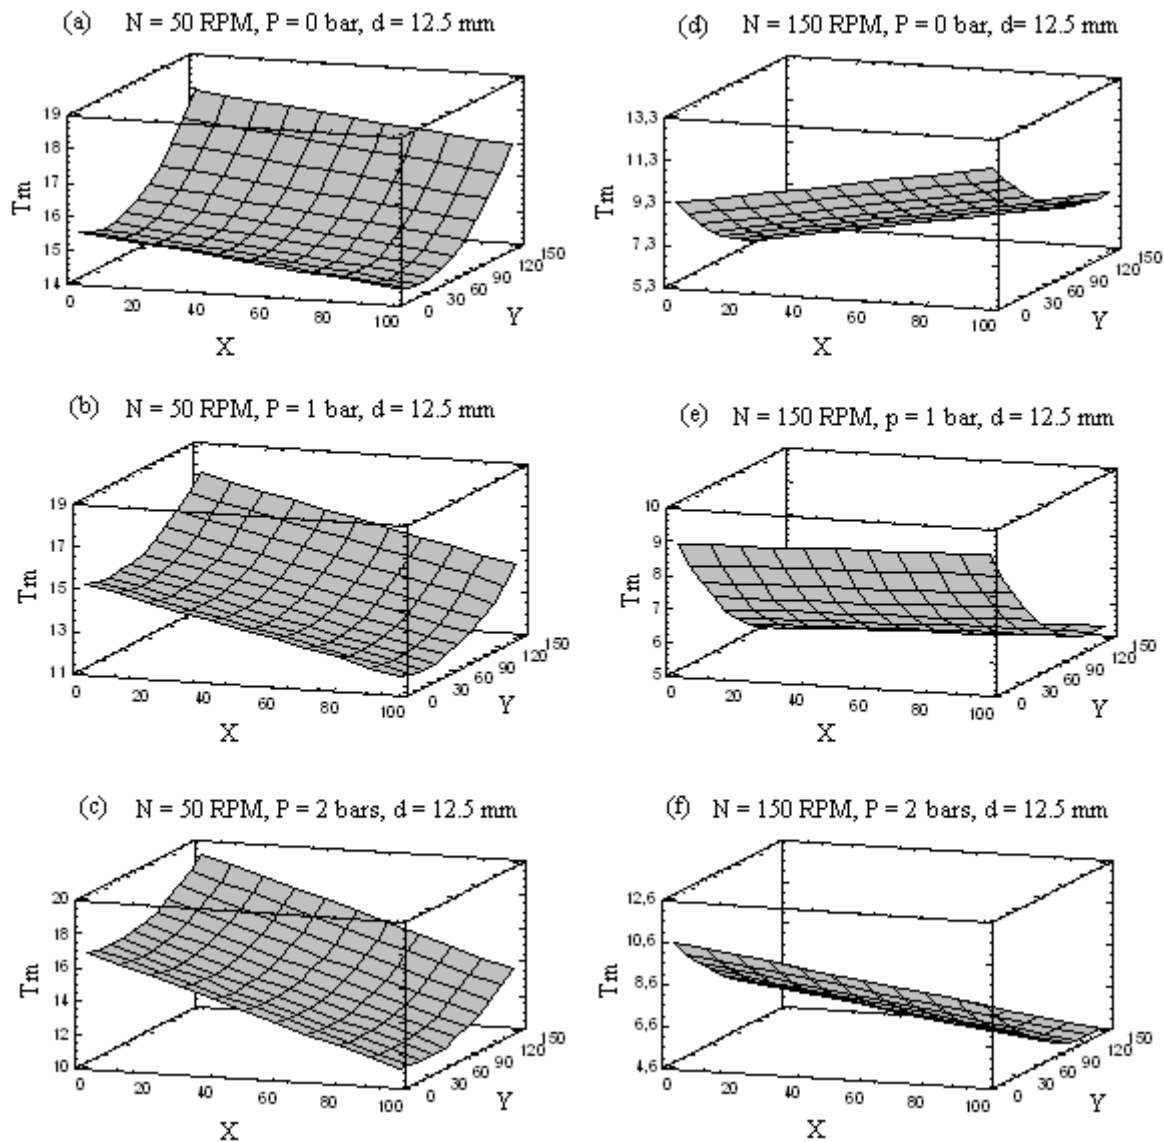 (a) N = 50 RPM, P = 0 bar, d = 12.5 mm
19
18
17
16
15
14
Tm
0 20 40 60 80 100
X
0 30 60 90 120 150
Y
(d) N = 150 RPM, P = 0 bar, d= 12.5 mm
13,3
11,3
9,3
7,3
5,3
Tm
0 20 40 60 80 100
X
0 30 60 90 120 150
Y
(b) N = 50 RPM, P = 1 bar, d = 12.5 mm
19
17
15
13
11
Tm
0 20 40 60 80 100
X
0 30 60 90 120 150
Y
(e) N = 150 RPM, p = 1 bar, d = 12.5 mm
10
9
8
7
6
5
Tm
0 20 40 60 80 100
X
0 30 60 90 120 150
Y
(c) N = 50 RPM, P = 2 bars, d = 12.5 mm
20
18
16
14
12
10
Tm
0 20 40 60 80 100
X
0 30 60 90 120 150
Y
(f) N = 150 RPM, P = 2 bars, d = 12.5 mm
12,6
10,6
8,6
6,6
4,6
Tm
0 20 40 60 80 100
X
0 30 60 90 120 150
Y